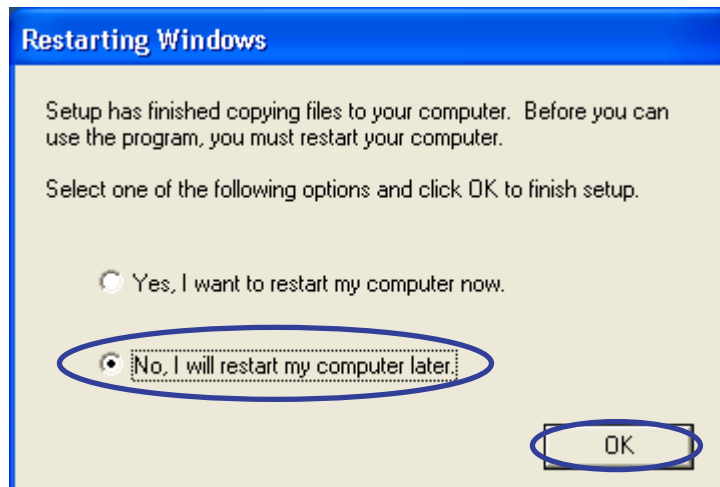 Restarting Windows
Setup has finished copying files to your computer.  Before you can
use the program, you must restart your computer.
Select one of the following options and click OK to finish setup.
Yes, I want to restart my computer now.
No, I will restart my computer later.
OK